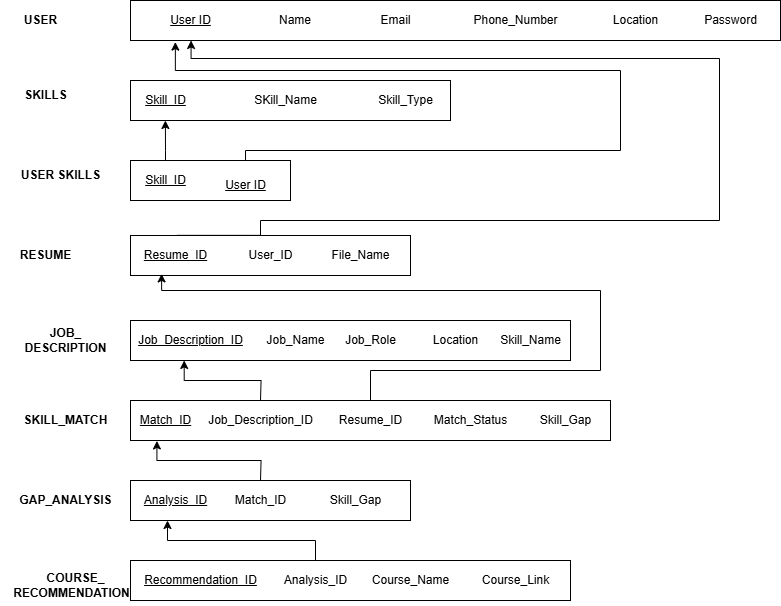 USER User ID Name Email Phone_Number Location Password
SKILLS Skill_ID SKill_Name Skill_Type
USER SKILLS Skill_ID User ID
RESUME Resume_ID User_ID File_Name
JOB_
DESCRIPTION Job_Description_ID Job_Name Job_Role Location Skill_Name
SKILL_MATCH Match_ID Job_Description_ID Resume_ID Match_Status Skill_Gap
GAP_ANALYSIS Analysis_ID Match_ID Skill_Gap
COURSE_
RECOMMENDATION Recommendation_ID Analysis_ID Course_Name Course_Link